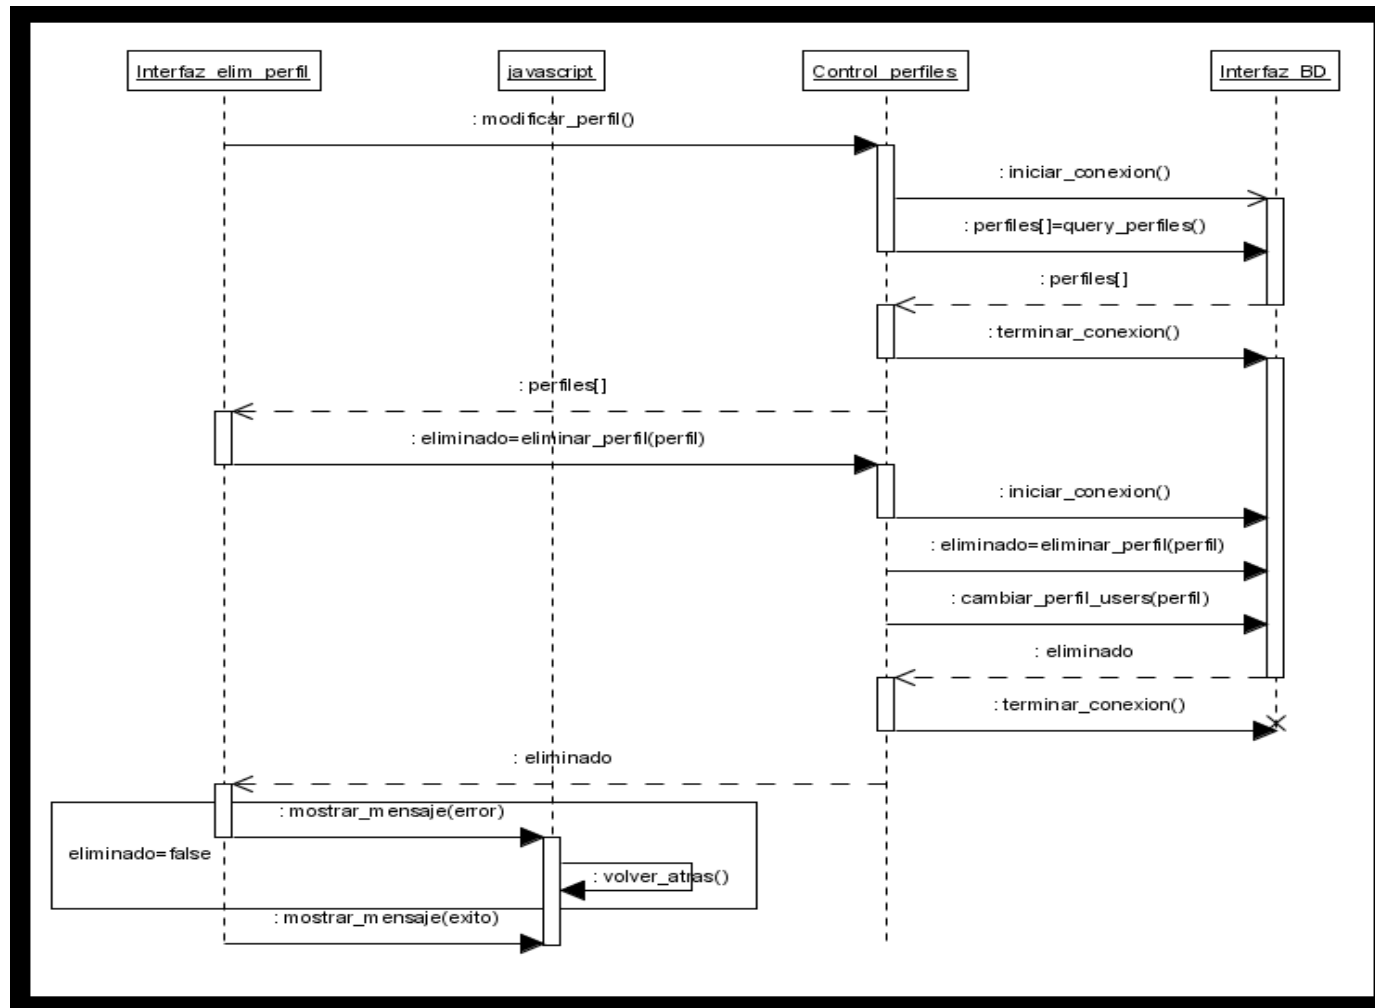 Interfaz_elim_perfil
javascript
Control_perfiles
Interfaz_BD
: modificar_perfil()
: iniciar_conexion()
: perfiles[]=query_perfiles()
: perfiles[]
: terminar_conexion()
: perfiles[]
: eliminado=eliminar_perfil(perfil)
: iniciar_conexion()
: eliminado=eliminar_perfil(perfil)
: cambiar_perfil_users(perfil)
: eliminado
: terminar_conexion()
: eliminado
: mostrar_mensaje(error)
eliminado=false
: volver_atras()
: mostrar_mensaje(exito)